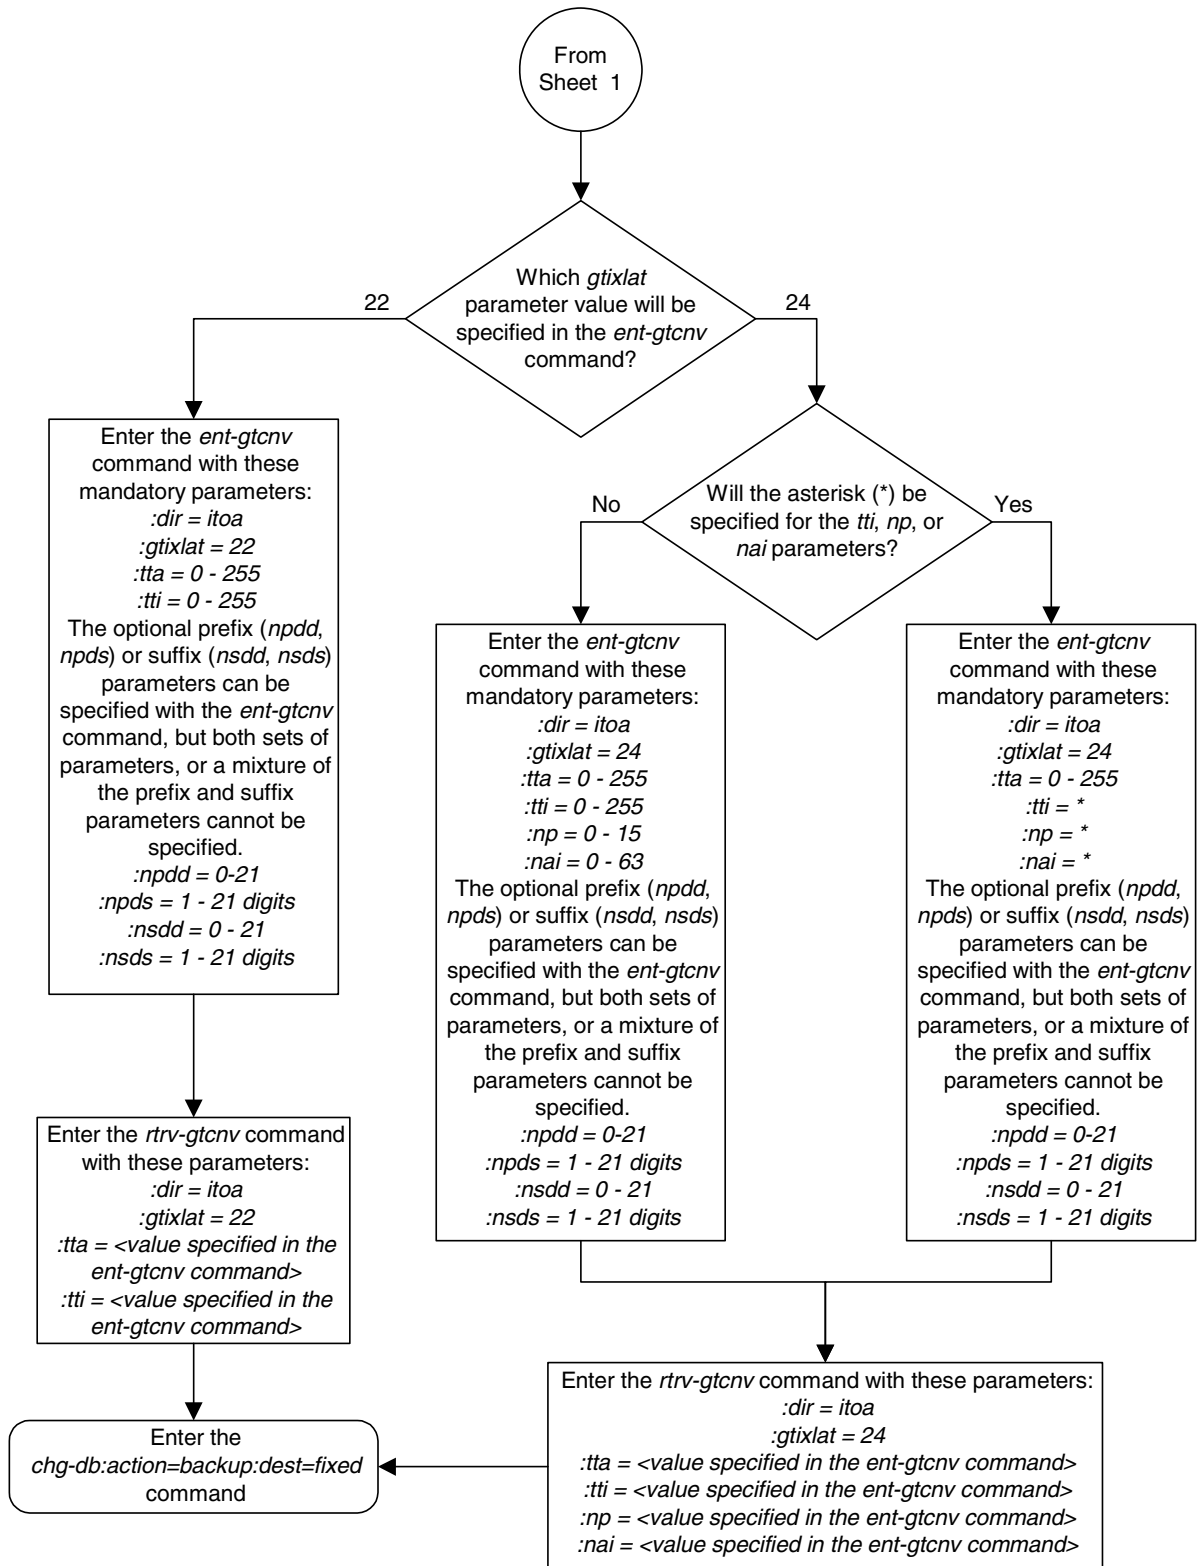 From
Sheet 1
Which gtixlat
parameter value will be
specified in the ent-gtcnv
command?
22
24
Enter the ent-gtcnv
command with these
mandatory parameters:
:dir = itoa
:gtixlat = 22
:tta = 0 - 255
:tti = 0 - 255
The optional prefix (npdd,
npds) or suffix (nsdd, nsds)
parameters can be
specified with the ent-gtcnv
command, but both sets of
parameters, or a mixture of
the prefix and suffix
parameters cannot be
specified.
:npdd = 0-21
:npds = 1 - 21 digits
:nsdd = 0 - 21
:nsds = 1 - 21 digits
Will the asterisk (*) be
specified for the tti, np, or
nai parameters?
No
Yes
Enter the ent-gtcnv
command with these
mandatory parameters:
:dir = itoa
:gtixlat = 24
:tta = 0 - 255
:tti = 0 - 255
:np = 0 - 15
:nai = 0 - 63
The optional prefix (npdd,
npds) or suffix (nsdd, nsds)
parameters can be
specified with the ent-gtcnv
command, but both sets of
parameters, or a mixture of
the prefix and suffix
parameters cannot be
specified.
:npdd = 0-21
:npds = 1 - 21 digits
:nsdd = 0 - 21
:nsds = 1 - 21 digits
Enter the ent-gtcnv
command with these
mandatory parameters:
:dir = itoa
:gtixlat = 24
:tta = 0 - 255
:tti = *
:np = *
:nai = *
The optional prefix (npdd,
npds) or suffix (nsdd, nsds)
parameters can be
specified with the ent-gtcnv
command, but both sets of
parameters, or a mixture of
the prefix and suffix
parameters cannot be
specified.
:npdd = 0-21
:npds = 1 - 21 digits
:nsdd = 0 - 21
:nsds = 1 - 21 digits
Enter the rtrv-gtcnv command
with these parameters:
:dir = itoa
:gtixlat = 22
:tta = <value specified in the
ent-gtcnv command>
:tti = <value specified in the
ent-gtcnv command>
Enter the rtrv-gtcnv command with these parameters:
:dir = itoa
:gtixlat = 24
:tta = <value specified in the ent-gtcnv command>
:tti = <value specified in the ent-gtcnv command>
:np = <value specified in the ent-gtcnv command>
:nai = <value specified in the ent-gtcnv command>
Enter the
chg-db:action=backup:dest=fixed
command